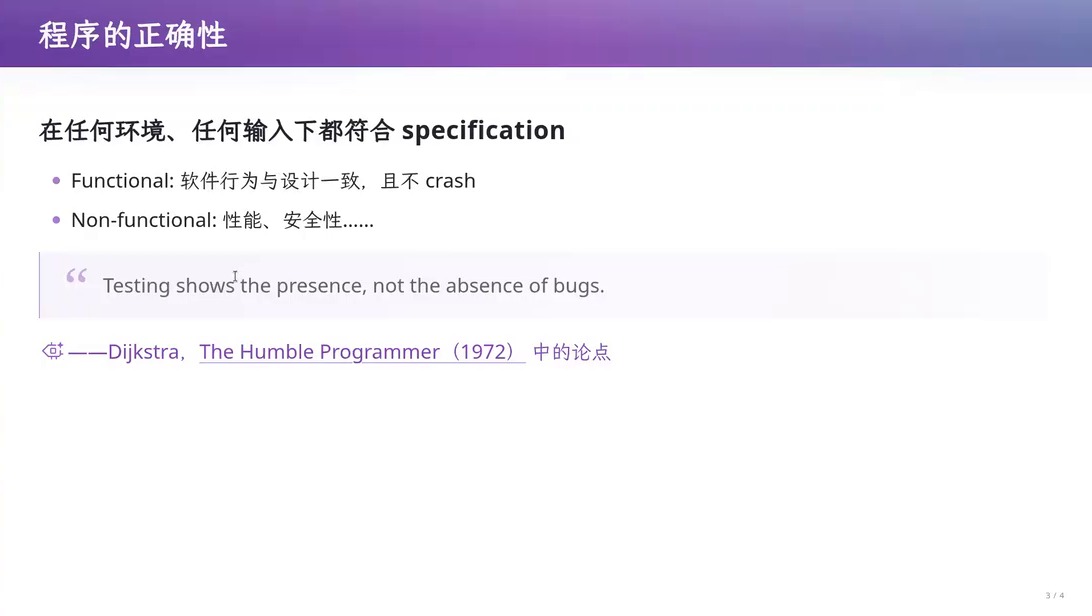 程序的正确性
在任何环境、任何输入下都符合 specification
Functional: 软件行为与设计一致，且不 crash
Non-functional: 性能、安全性……
“ Testing shows the presence, not the absence of bugs.
——Dijkstra，The Humble Programmer（1972） 中的论点
3 / 4